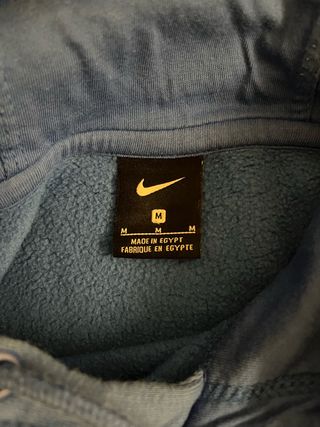 M
M M M
MADE IN EGYPT
FABRIQUE EN EGYPTE